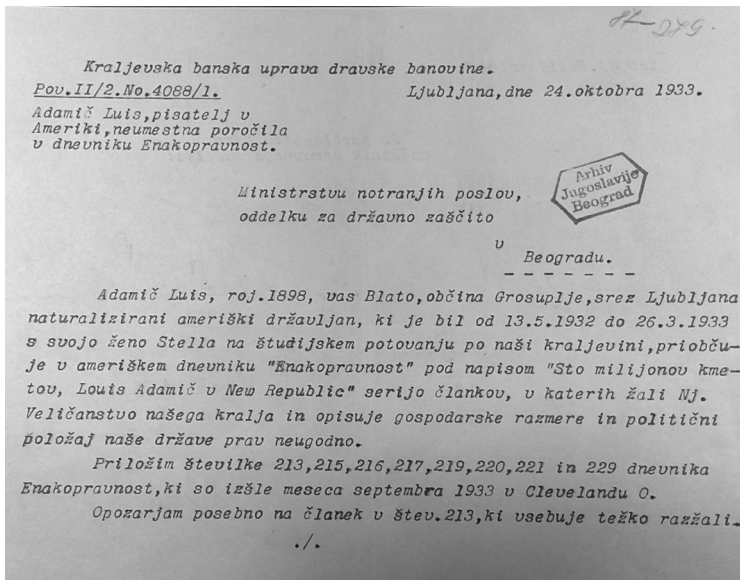 87-279.
Kraljevska banska uprava dravske banovine.
Pov.II/2.No.4088/1. Ljubljana,dne 24.oktobra 1933.
Adamič Luis,pisatelj v
Ameriki,neumestna poročila
v dnevniku Enakopravnost.
Arhiv
Jugoslavije
Beograd
Ministrstvu notranjih poslov,
oddelku za državno zaščito
v
Beogradu.
- - - - - - -
Adamič Luis, roj.1898, vas Blato,občina Grosuplje,srez Ljubljana
naturalizirani ameriški državljan, ki je bil od 13.5.1932 do 26.3.1933
s svojo ženo Stella na študijskem potovanju po naši kraljevini,priobču-
je v ameriškem dnevniku "Enakopravnost" pod napisom "Sto milijonov kme-
tov, Louis Adamič v New Republic" serijo člankov, v katerih žali Nj.
Veličanstvo našega kralja in opisuje gospodarske razmere in politični
položaj naše države prav neugodno.
Priložim številke 213,215,216,217,219,220,221 in 229 dnevnika
Enakopravnost,ki so izšle meseca septembra 1933 v Clevelandu O.
Opozarjam posebno na članek v štev.213,ki vsebuje težko razžali-
./.